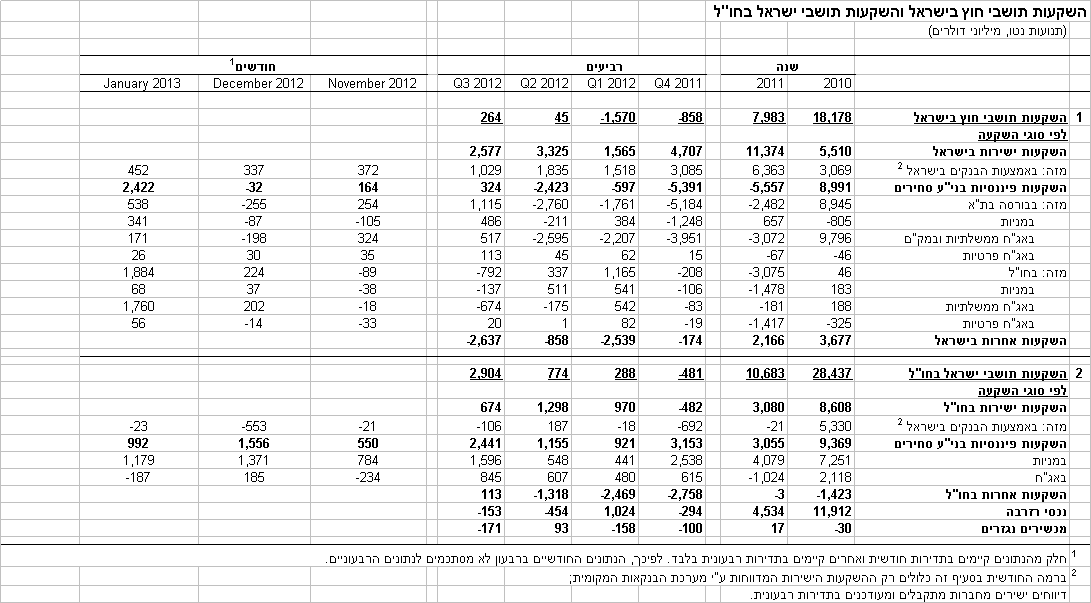 השקעות תושבי חוץ בישראל והשקעות תושבי ישראל בחו"ל
(תנועות נטו, מיליוני דולרים)
שנה רביעים חודשים1
2010 2011 Q4 2011 Q1 2012 Q2 2012 Q3 2012 November 2012 December 2012 January 2013
1 השקעות תושבי חוץ בישראל 18,178 7,983 -858 -1,570 45 264
לפי סוגי השקעה
השקעות ישירות בישראל 5,510 11,374 4,707 1,565 3,325 2,577
מזה: באמצעות הבנקים בישראל 2 3,069 6,363 3,085 1,518 1,835 1,029 372 337 452
השקעות פיננסיות בני"ע סחירים 8,991 -5,557 -5,391 -597 -2,423 324 164 -32 2,422
מזה: בבורסה בת"א 8,945 -2,482 -5,184 -1,761 -2,760 1,115 254 -255 538
במניות -805 657 -1,248 384 -211 486 -105 -87 341
באג"ח ממשלתיות ובמק"ם 9,796 -3,072 -3,951 -2,207 -2,595 517 324 -198 171
באג"ח פרטיות -46 -67 15 62 45 113 35 30 26
מזה: בחו"ל 46 -3,075 -208 1,165 337 -792 -89 224 1,884
במניות 183 -1,478 -106 541 511 -137 -38 37 68
באג"ח ממשלתיות 188 -181 -83 542 -175 -674 -18 202 1,760
באג"ח פרטיות -325 -1,417 -19 82 1 20 -33 -14 56
השקעות אחרות בישראל 3,677 2,166 -174 -2,539 -858 -2,637
2 השקעות תושבי ישראל בחו"ל 28,437 10,683 -481 288 774 2,904
לפי סוגי השקעה
השקעות ישירות בחו"ל 8,608 3,080 -482 970 1,298 674
מזה: באמצעות הבנקים בישראל 2 5,330 -21 -692 -18 187 -106 -21 -553 -23
השקעות פיננסיות בני"ע סחירים 9,369 3,055 3,153 921 1,155 2,441 550 1,556 992
במניות 7,251 4,079 2,538 441 548 1,596 784 1,371 1,179
באג"ח 2,118 -1,024 615 480 607 845 -234 185 -187
השקעות אחרות בחו"ל -1,423 -3 -2,758 -2,469 -1,318 113
נכסי רזרבה 11,912 4,534 -294 1,024 -454 -153
מכשירים נגזרים -30 17 -100 -158 93 -171
1 חלק מהנתונים קיימים בתדירות חודשית ואחרים קיימים בתדירות רבעונית בלבד. לפיכך, הנתונים החודשיים ברבעון לא מסתכמים לנתונים הרבעוניים.
2 ברמה החודשית בסעיף זה כלולים רק ההשקעות הישירות המדווחות ע"י מערכת הבנקאות המקומית;
דיווחים ישירים מחברות מתקבלים ומעודכנים בתדירות רבעונית.